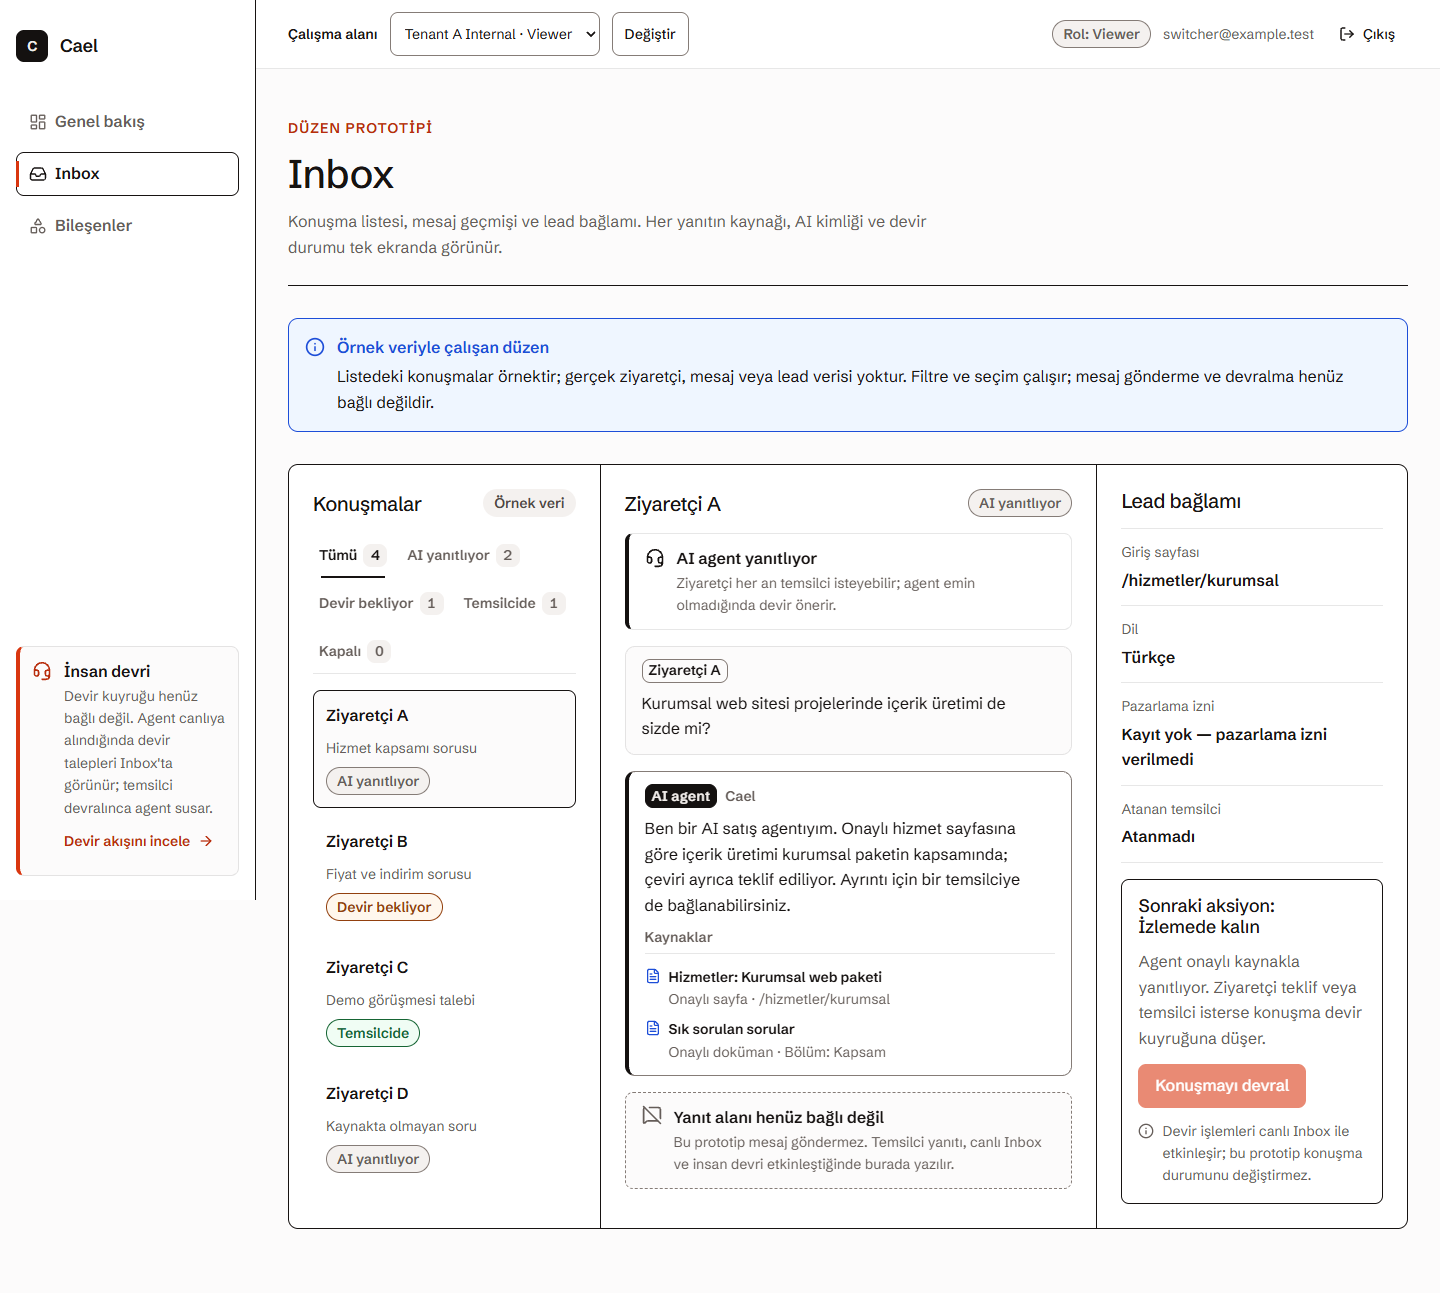 C Cael
Genel bakış
Inbox
Bileşenler
İnsan devri
Devir kuyruğu henüz
bağlı değil. Agent canlıya
alındığında devir
talepleri Inbox'ta
görünür; temsilci
devralınca agent susar.
Devir akışını incele
Çalışma alanı
Tenant A Internal · Viewer
Değiştir
Rol: Viewer
switcher@example.test
Çıkış
DÜZEN PROTOTİPİ
Inbox
Konuşma listesi, mesaj geçmişi ve lead bağlamı. Her yanıtın kaynağı, AI kimliği ve devir
durumu tek ekranda görünür.
Örnek veriyle çalışan düzen
Listedeki konuşmalar örnektir; gerçek ziyaretçi, mesaj veya lead verisi yoktur. Filtre ve seçim çalışır; mesaj gönderme ve devralma henüz
bağlı değildir.
Konuşmalar
Örnek veri
Tümü 4
AI yanıtlıyor 2
Devir bekliyor 1
Temsilcide 1
Kapalı 0
Ziyaretçi A
Hizmet kapsamı sorusu
AI yanıtlıyor
Ziyaretçi B
Fiyat ve indirim sorusu
Devir bekliyor
Ziyaretçi C
Demo görüşmesi talebi
Temsilcide
Ziyaretçi D
Kaynakta olmayan soru
AI yanıtlıyor
Ziyaretçi A
AI yanıtlıyor
AI agent yanıtlıyor
Ziyaretçi her an temsilci isteyebilir; agent emin
olmadığında devir önerir.
Ziyaretçi A
Kurumsal web sitesi projelerinde içerik üretimi de
sizde mi?
AI agent Cael
Ben bir AI satış agentıyım. Onaylı hizmet sayfasına
göre içerik üretimi kurumsal paketin kapsamında;
çeviri ayrıca teklif ediliyor. Ayrıntı için bir temsilciye
de bağlanabilirsiniz.
Kaynaklar
Hizmetler: Kurumsal web paketi
Onaylı sayfa · /hizmetler/kurumsal
Sık sorulan sorular
Onaylı doküman · Bölüm: Kapsam
Yanıt alanı henüz bağlı değil
Bu prototip mesaj göndermez. Temsilci yanıtı, canlı Inbox
ve insan devri etkinleştiğinde burada yazılır.
Lead bağlamı
Giriş sayfası
/hizmetler/kurumsal
Dil
Türkçe
Pazarlama izni
Kayıt yok — pazarlama izni
verilmedi
Atanan temsilci
Atanmadı
Sonraki aksiyon:
İzlemede kalın
Agent onaylı kaynakla
yanıtlıyor. Ziyaretçi teklif veya
temsilci isterse konuşma devir
kuyruğuna düşer.
Konuşmayı devral
Devir işlemleri canlı Inbox ile
etkinleşir; bu prototip konuşma
durumunu değiştirmez.